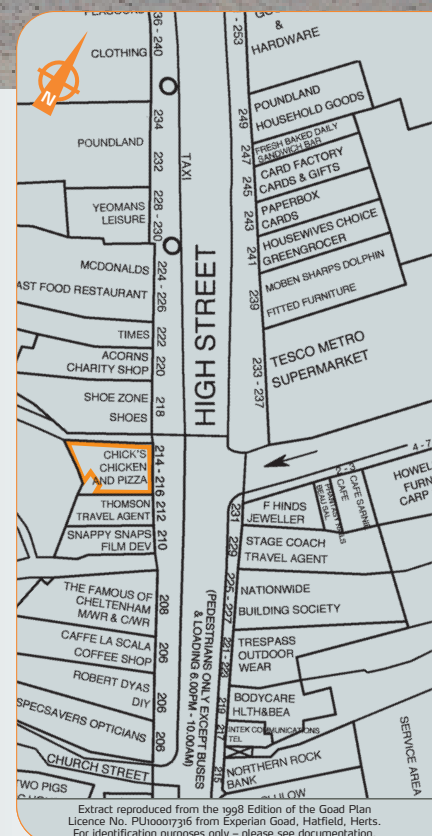 N
236 - 240
CLOTHING
234
POUNDLAND
232
YEOMANS
LEISURE
228 -
230
MCDONALDS
AST FOOD RESTAURANT
224 -
226
TIMES
222
ACORNS
CHARITY SHOP
220
SHOE ZONE
SHOES
218
CHICK'S
CHICKEN
AND PIZZA
214 -
216
THOMSON
TRAVEL AGENT
212
SNAPPY SNAPS
FILM DEV
210
THE FAMOUS OF
CHELTENHAM
M/WR & C/WR
208
CAFFE LA SCALA
COFFEE SHOP
206
ROBERT DYAS
DIY
206
SPECSAVERS OPTICIANS
206
CHURCH STREET
TWO PIGS
TAXI
HIGH STREET
(PEDESTRIANS ONLY EXCEPT BUSES
& LOADING 6.00PM - 10.00AM)
- 253
&
HARDWARE
249
POUNDLAND
HOUSEHOLD GOODS
247
FRESH BAKED DAILY
SANDWICH BAR
245
CARD FACTORY
CARDS & GIFTS
243
PAPERBOX
CARDS
241
HOUSEWIVES CHOICE
GREENGROCER
239
MOBEN SHARPS DOLPHIN
FITTED FURNITURE
233 - 237
TESCO METRO
SUPERMARKET
4 - 7
HOWEL
FURN
CARP
CAFE SARNIE
CAFE
231
F HINDS
JEWELLER
229
STAGE COACH
TRAVEL AGENT
225 -
227
NATIONWIDE
BUILDING SOCIETY
221 -
223
TRESPASS
OUTDOOR
WEAR
219
BODYCARE
HLTH&BEA
217
INTEK COMMUNICATIONS
TEL
215
NORTHERN ROCK
BANK
SERVICE AREA
Extract reproduced from the 1998 Edition of the Goad Plan
Licence No. PU100017316 from Experian Goad, Hatfield, Herts.
For identification purposes only – please see documentation